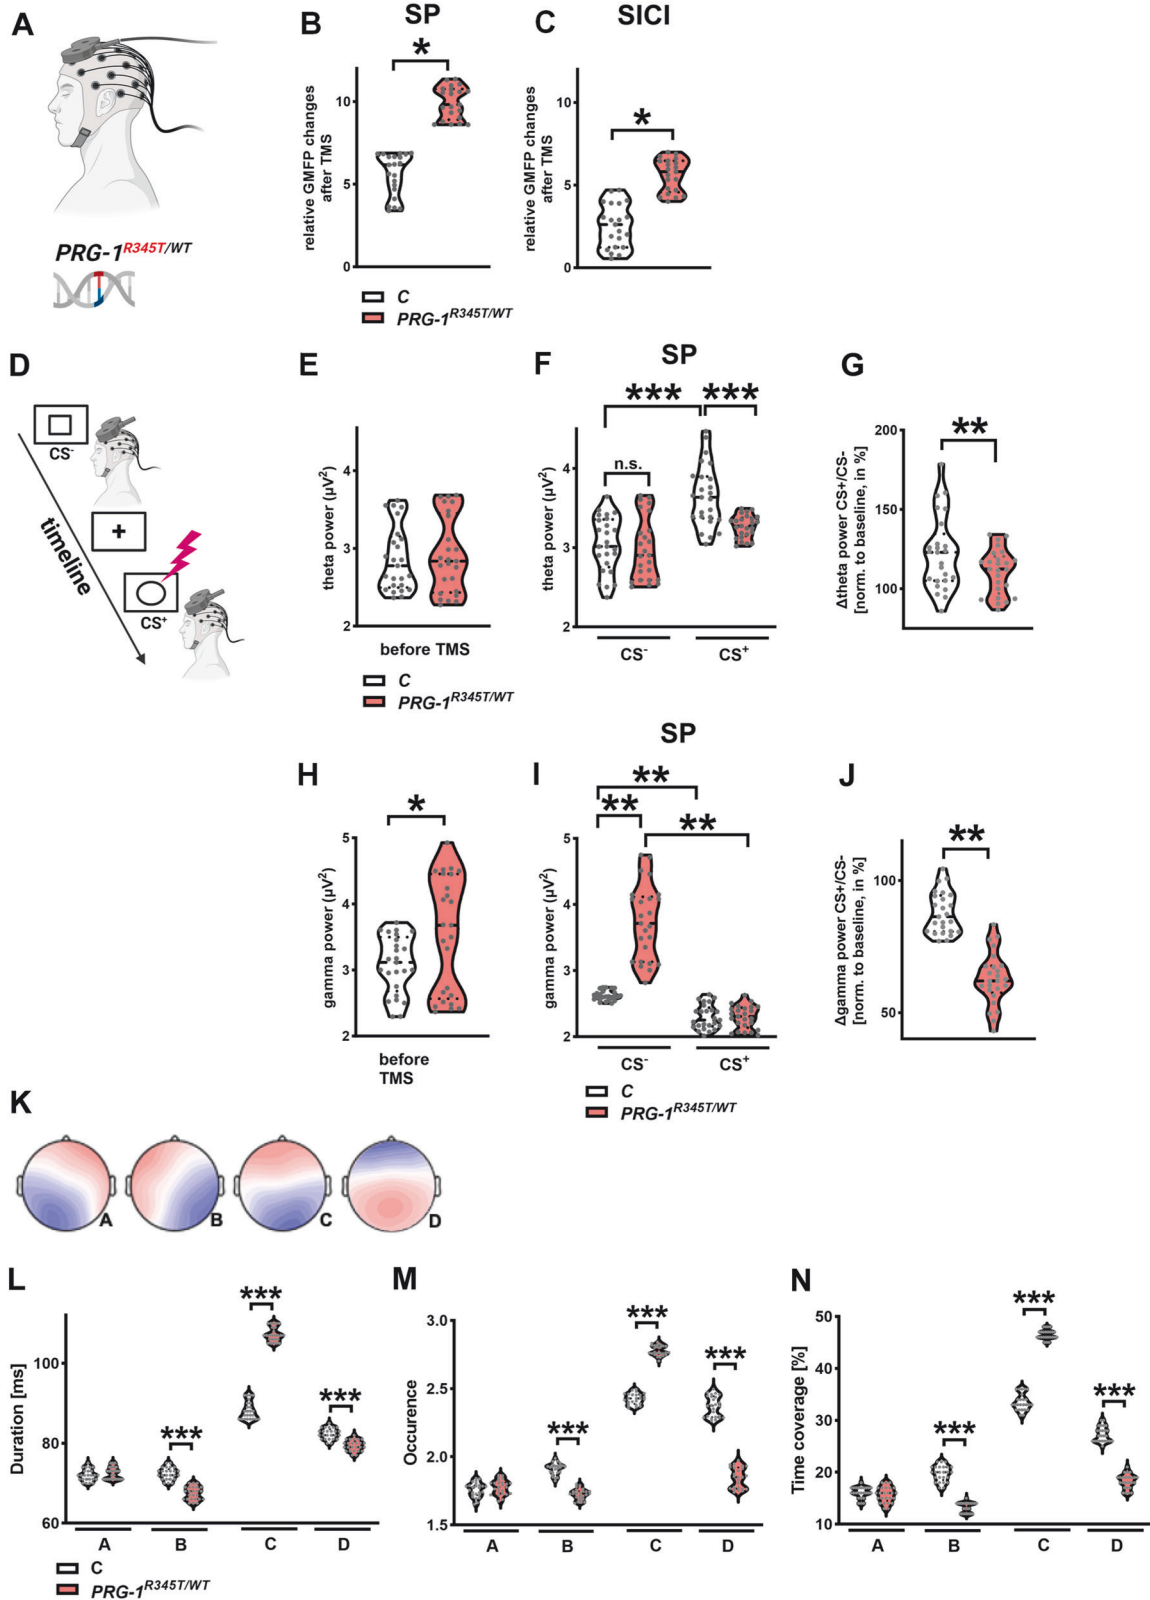 A
PRG-1R345T/WT
B
SP
*
relative GMFP changes
after TMS
10
5
0
C
PRG-1R345T/WT
C
SICI
*
relative GMFP changes
after TMS
10
5
0
D
CS-
+
CS+
timeline
E
theta power (µV2)
4
3
2
before TMS
C
PRG-1R345T/WT
F
SP
*** ***
n.s.
theta power (µV2)
4
3
2
CS- CS+
G
**
Δtheta power CS+/CS-
[norm. to baseline, in %]
200
150
100
H
*
gamma power (µV2)
5
4
3
2
before
TMS
I
SP
**
**
**
gamma power (µV2)
5
4
3
2
CS- CS+
C
PRG-1R345T/WT
J
**
Δgamma power CS+/CS-
[norm. to baseline, in %]
100
50
K
A B C D
L
***
***
***
Duration [ms]
100
80
60
A B C D
C
PRG-1R345T/WT
M
***
***
***
Occurence
3.0
2.5
2.0
1.5
A B C D
N
***
***
***
Time coverage [%]
50
40
30
20
10
A B C D